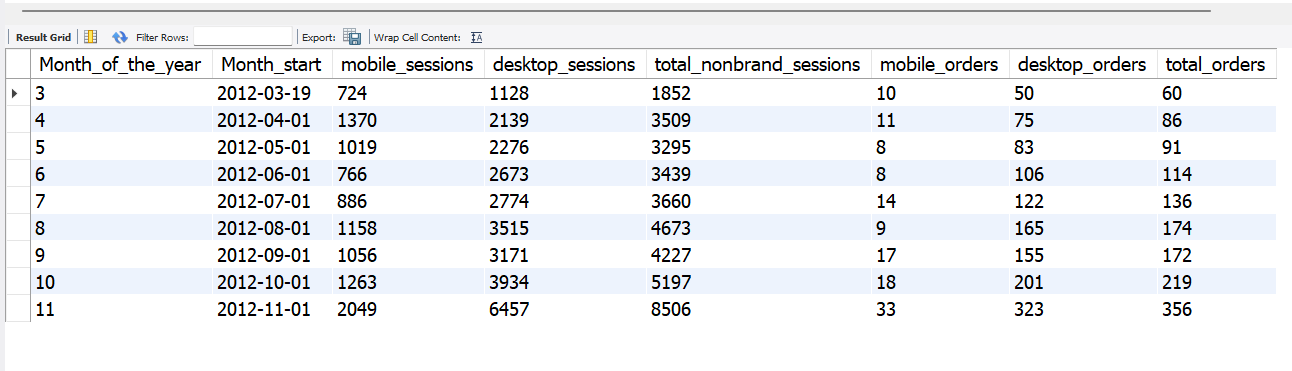 Result Grid Filter Rows: Export: Wrap Cell Content:
Month_of_the_year Month_start mobile_sessions desktop_sessions total_nonbrand_sessions mobile_orders desktop_orders total_orders
3 2012-03-19 724 1128 1852 10 50 60
4 2012-04-01 1370 2139 3509 11 75 86
5 2012-05-01 1019 2276 3295 8 83 91
6 2012-06-01 766 2673 3439 8 106 114
7 2012-07-01 886 2774 3660 14 122 136
8 2012-08-01 1158 3515 4673 9 165 174
9 2012-09-01 1056 3171 4227 17 155 172
10 2012-10-01 1263 3934 5197 18 201 219
11 2012-11-01 2049 6457 8506 33 323 356